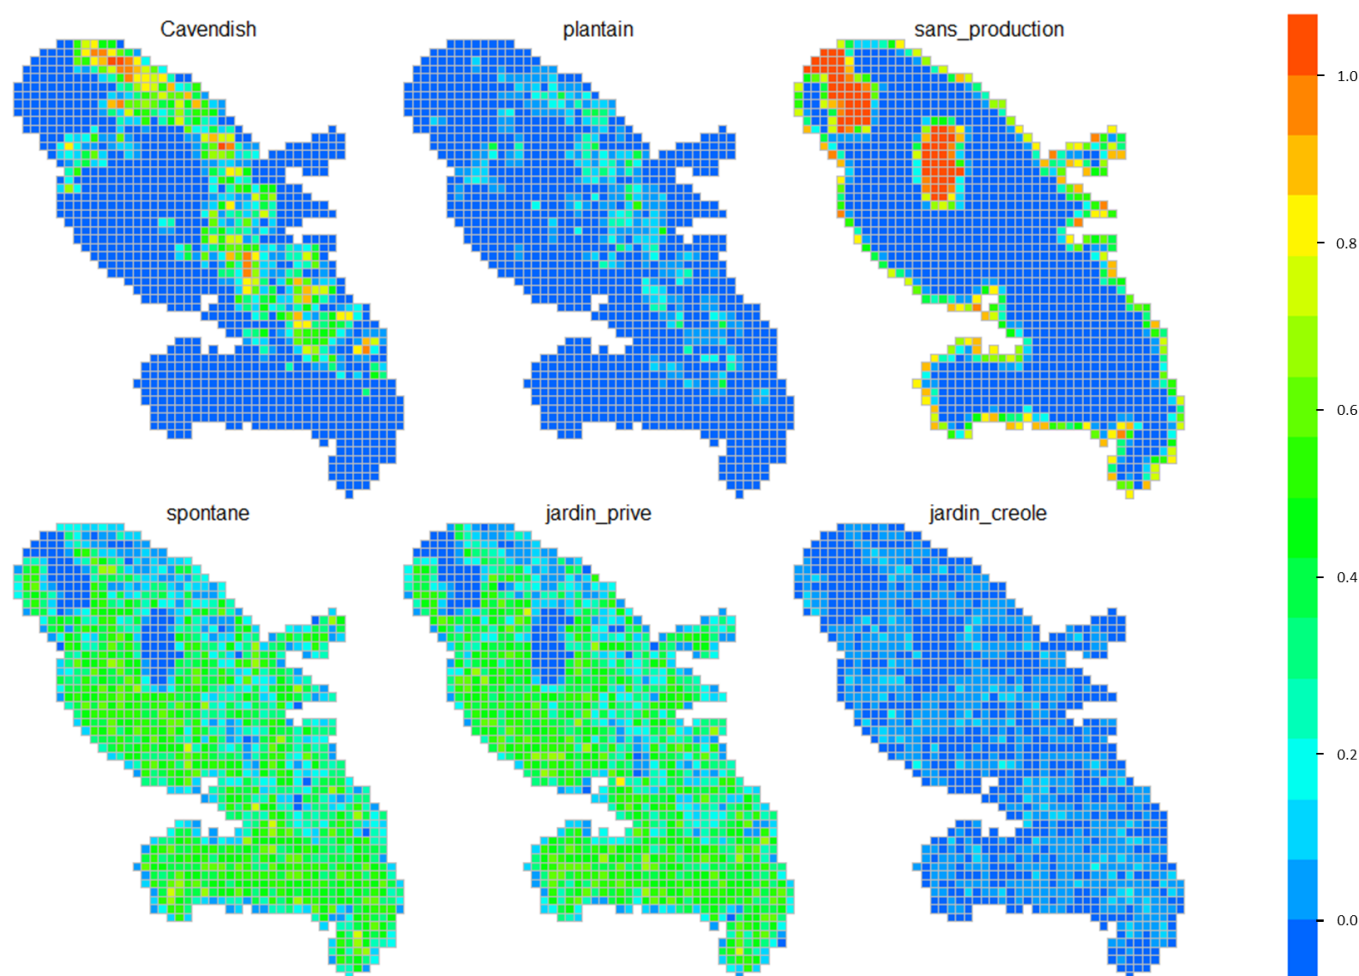 Cavendish
plantain
sans_production
1.0
0.8
0.6
0.4
0.2
0.0
spontane
jardin_prive
jardin_creole